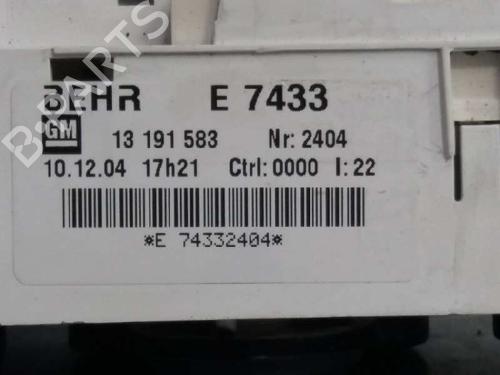 BEHR E 7433
GM 13 191 583 Nr: 2404
10.12.04 17h21 Ctrl: 0000 I: 22
*E 74332404*
B-PARTS